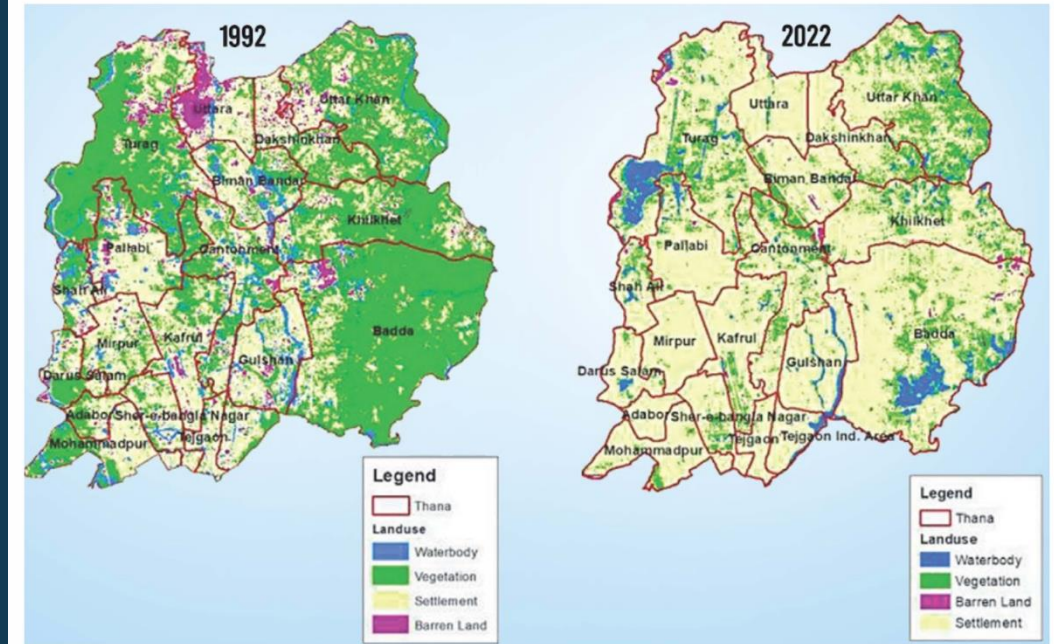 1992
Uttara
Uttar Khan
Turag
Dakshinkhan
Biman Bandar
Khilkhet
Pallabi
Cantonment
Shah Ali
Badda
Kafrul
Mirpur
Gulshan
Darus Salam
Adabor
Sher-e-bangla Nagar
Tejgaon
Mohammadpur
Legend
Thana
Landuse
Waterbody
Vegetation
Settlement
Barren Land
2022
Uttara
Uttar Khan
Turag
Dakshinkhan
Biman Bandar
Khilkhet
Pallabi
Cantonment
Shah Ali
Badda
Mirpur
Kafrul
Gulshan
Darus Salam
Adabor
Sher-e-bangla Nagar
Tejgaon
Tejgaon Ind. Area
Mohammadpur
Legend
Thana
Landuse
Waterbody
Vegetation
Barren Land
Settlement